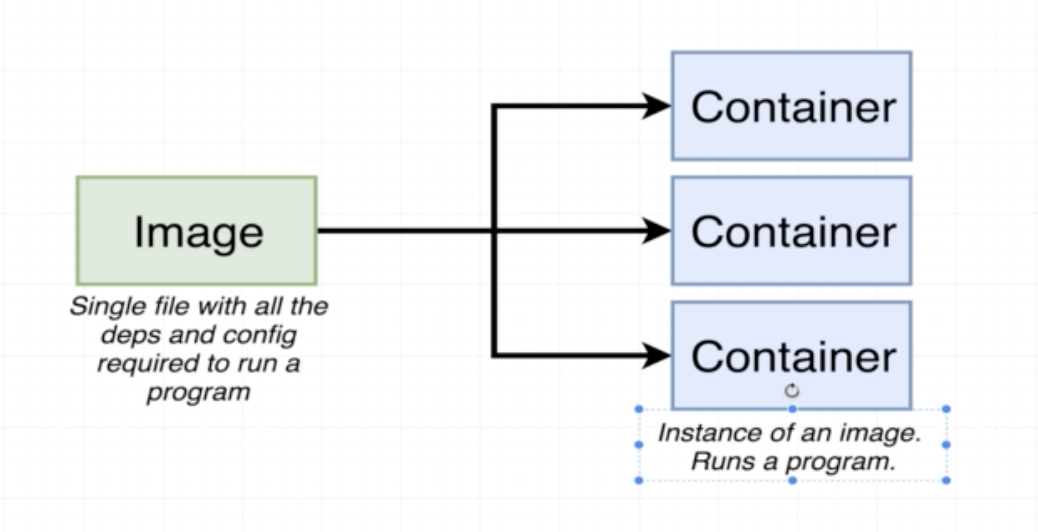 Image
Single file with all the
deps and config
required to run a
program
Container
Container
Container
Instance of an image.
Runs a program.